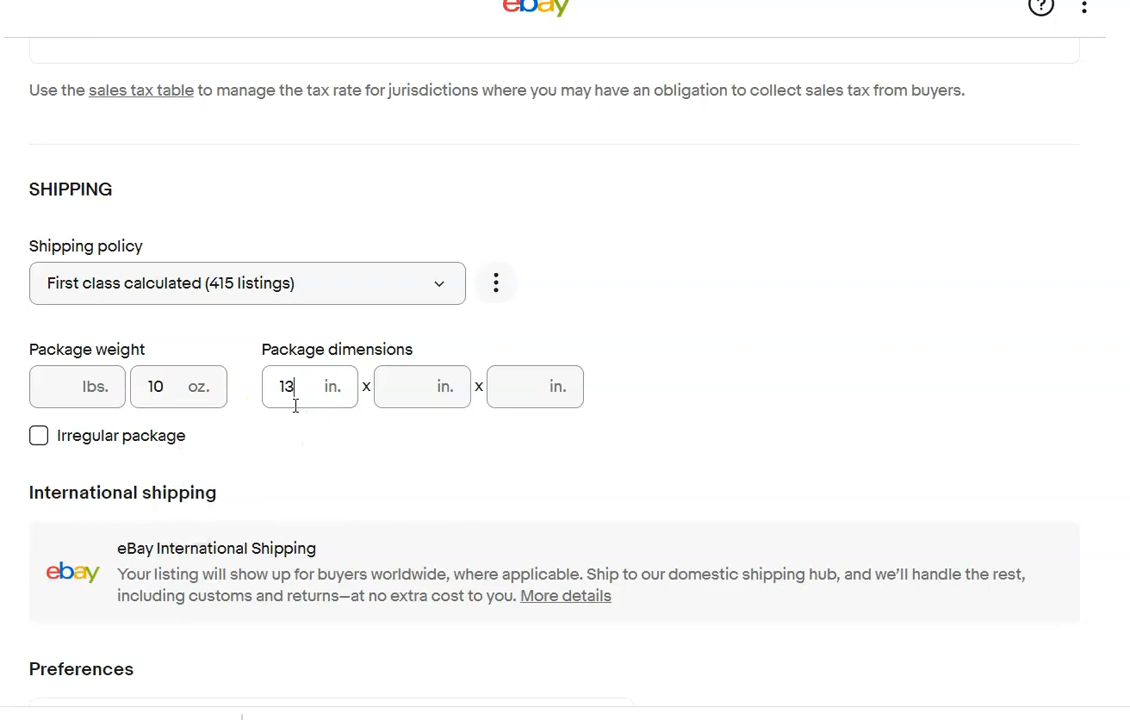 ebay
Use the sales tax table to manage the tax rate for jurisdictions where you may have an obligation to collect sales tax from buyers.
SHIPPING
Shipping policy
First class calculated (415 listings)
Package weight Package dimensions
lbs. 10 oz. 13 in. x in. x in.
Irregular package
International shipping
eBay International Shipping
ebay
Your listing will show up for buyers worldwide, where applicable. Ship to our domestic shipping hub, and we'll handle the rest,
including customs and returns—at no extra cost to you. More details
Preferences